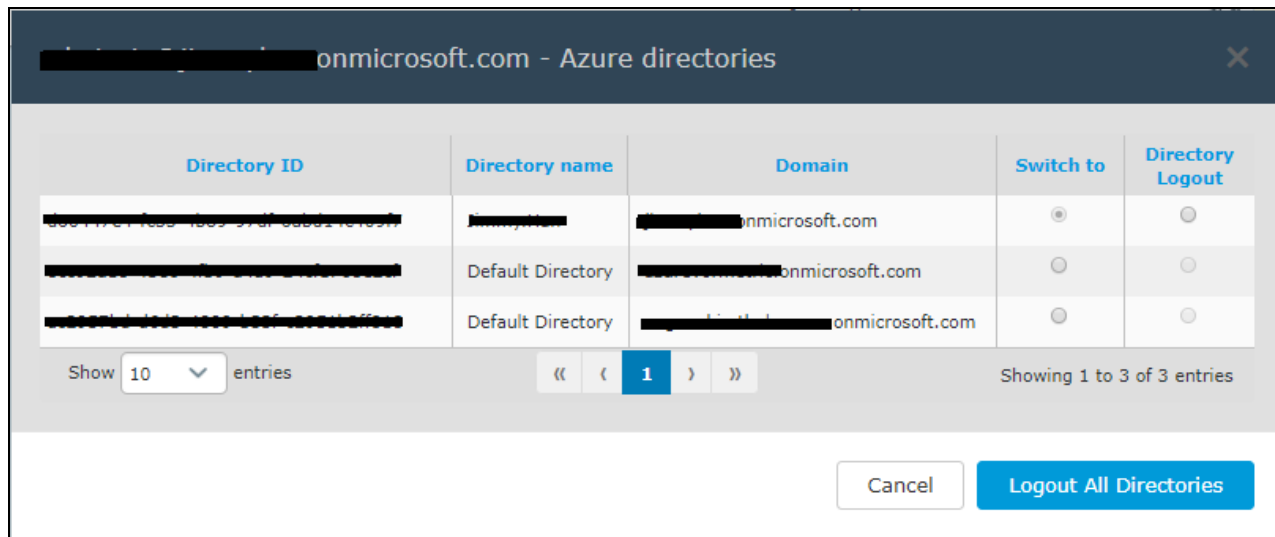 onmicrosoft.com - Azure directories
Directory ID Directory name Domain Switch to Directory Logout
onmicrosoft.com
Default Directory onmicrosoft.com
Default Directory onmicrosoft.com
Show 10 entries « ‹ 1 › » Showing 1 to 3 of 3 entries
Cancel Logout All Directories